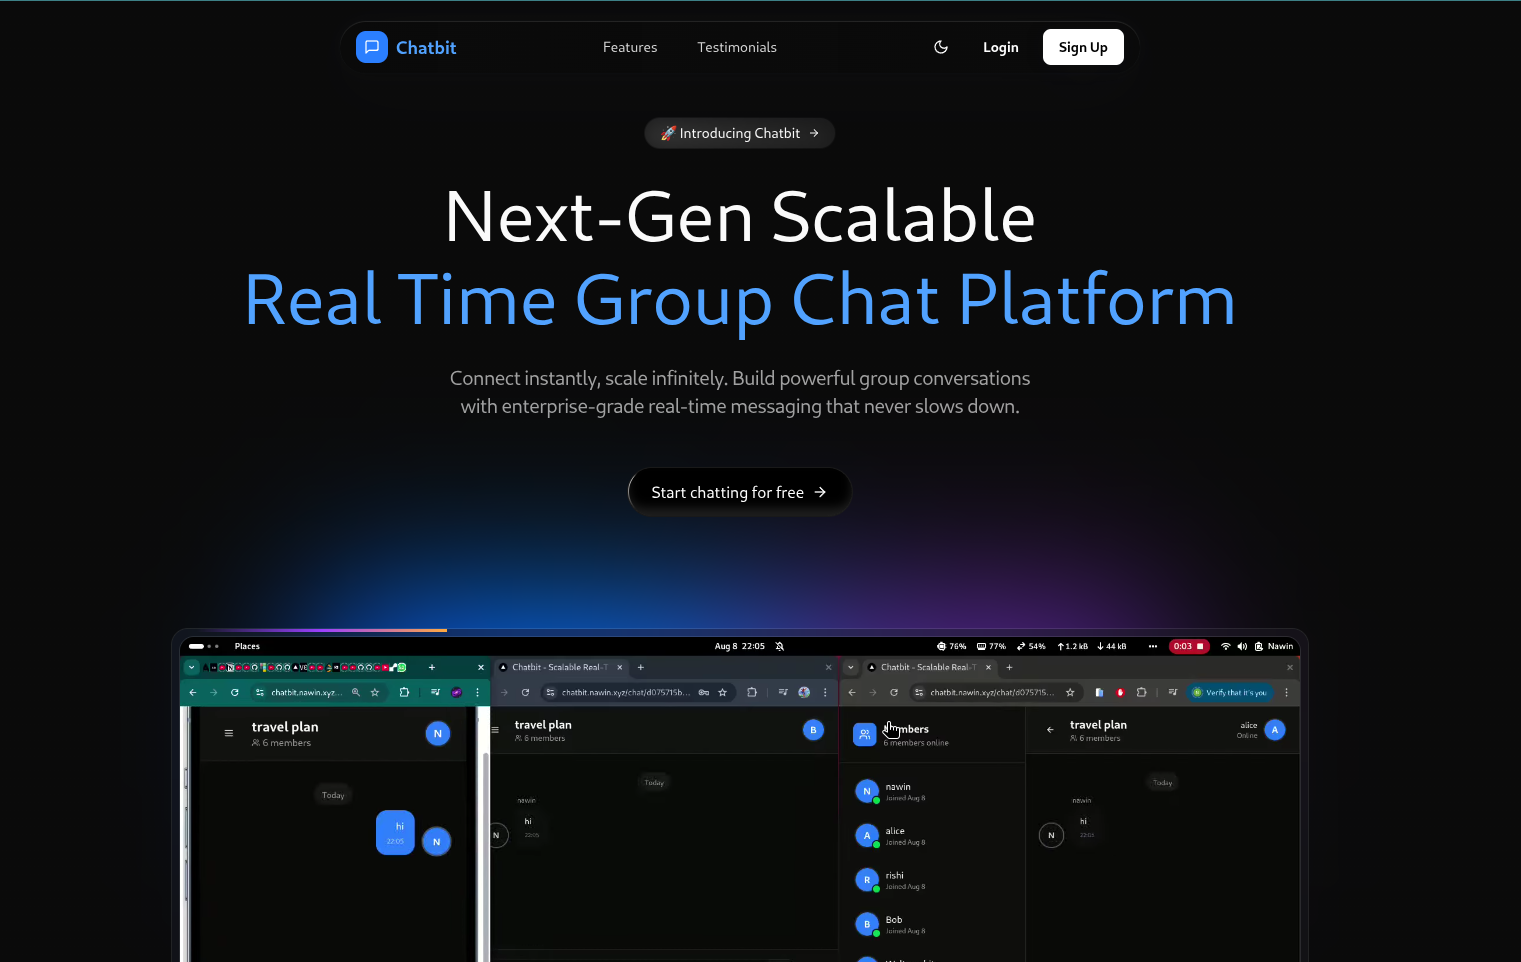 Chatbit
Features
Testimonials
Login
Sign Up
🚀 Introducing Chatbit →
Next-Gen Scalable
Real Time Group Chat Platform
Connect instantly, scale infinitely. Build powerful group conversations
with enterprise-grade real-time messaging that never slows down.
Start chatting for free →
Places
Aug 8 22:05
76%
77%
54%
1.2 kB
44 kB
0:03
Nawin
Chatbit - Scalable Real-T
Chatbit - Scalable Real-T
chatbit.nawin.xyz...
chatbit.nawin.xyz/chat/d075715b...
chatbit.nawin.xyz/chat/d075715...
Verify that it's you
travel plan
6 members
N
Today
hi
22:05
N
travel plan
6 members
B
Today
nawin
N
hi
22:05
6 members online
N
nawin
Joined Aug 8
A
alice
Joined Aug 8
R
rishi
Joined Aug 8
B
Bob
Joined Aug 8
travel plan
6 members
alice
Online
A
Today
nawin
N
hi
22:05